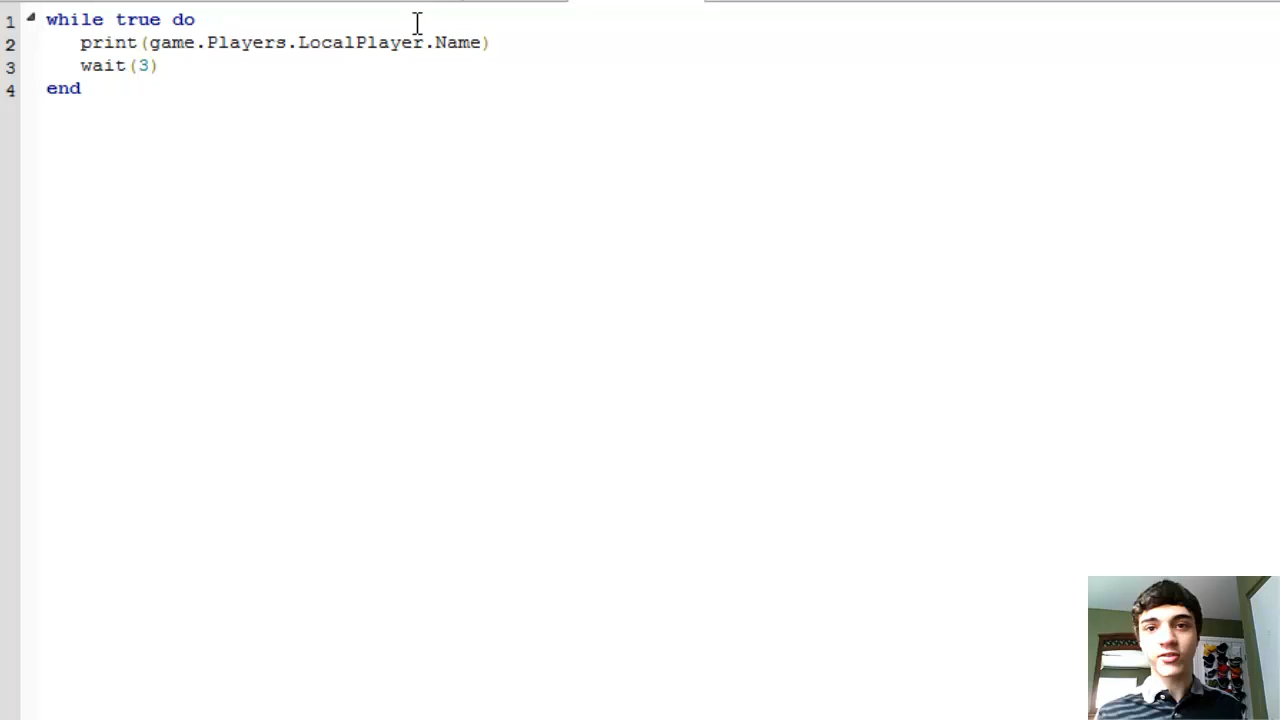 1 while true do
2 print(game.Players.LocalPlayer.Name)
3 wait(3)
4 end